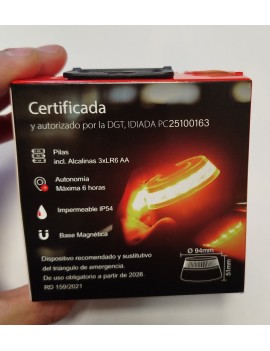 Certificada
y autorizado por la DGT, IDIADA PC25100163
Pilas
incl. Alcalinas 3xLR6 AA
Autonomía
Máxima 6 horas
Impermeable IP54
Base Magnética
Ø 94mm
51mm
Dispositivo recomendado y sustitutivo
del triangulo de emergencia.
De uso obligatorio a partir de 2026.
RD 159/2021